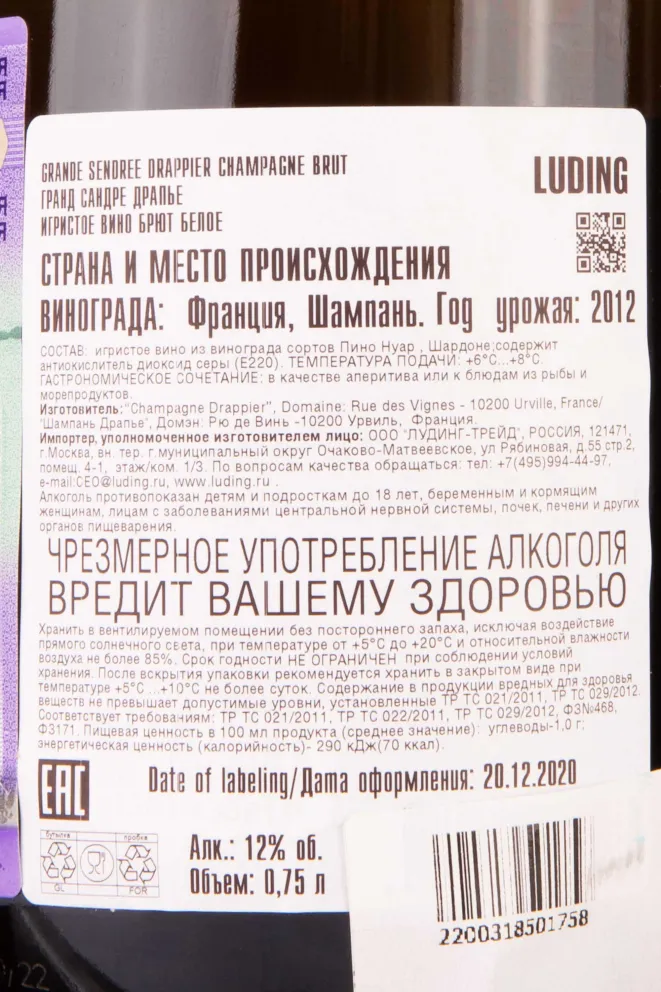 GRANDE SENDREE DRAPPIER CHAMPAGNE BRUT
LUDING
ГРАНД САНДРЕ ДРАПЬЕ
ИГРИСТОЕ ВИНО БРЮТ БЕЛОЕ
СТРАНА И МЕСТО ПРОИСХОЖДЕНИЯ
ВИНОГРАДА: Франция, Шампань. Год урожая: 2012
СОСТАВ: игристое вино из винограда сортов Пино Нуар , Шардоне;содержит
антиокислитель диоксид серы (Е220). ТЕМПЕРАТУРА ПОДАЧИ: +6°С...+8°С.
ГАСТРОНОМИЧЕСКОЕ СОЧЕТАНИЕ: в качестве аперитива или к блюдам из рыбы и
морепродуктов.
Изготовитель:"Champagne Drappier", Domaine: Rue des Vignes - 10200 Urville, France/
"Шампань Драпье", Домэн: Рю де Винь -10200 Урвиль, Франция.
Импортер, уполномоченное изготовителем лицо: ООО "ЛУДИНГ-ТРЕЙД", РОССИЯ, 121471,
г.Москва, вн. тер. г.муниципальный округ Очаково-Матвеевское, ул Рябиновая, д.55 стр.2,
помещ. 4-1, этаж/ком. 1/3. По вопросам качества обращаться: тел: +7(495)994-44-97,
e-mail:CEO@luding.ru, www.luding.ru .
Алкоголь противопоказан детям и подросткам до 18 лет, беременным и кормящим
женщинам, лицам с заболеваниями центральной нервной системы, почек, печени и других
органов пищеварения.
ЧРЕЗМЕРНОЕ УПОТРЕБЛЕНИЕ АЛКОГОЛЯ
ВРЕДИТ ВАШЕМУ ЗДОРОВЬЮ
Хранить в вентилируемом помещении без постороннего запаха, исключая воздействие
прямого солнечного света, при температуре от +5°С до +20°С и относительной влажности
воздуха не более 85%. Срок годности НЕ ОГРАНИЧЕН при соблюдении условий
хранения. После вскрытия упаковки рекомендуется хранить в закрытом виде при
температуре +5°С ...+10°С не более суток. Содержание в продукции вредных для здоровья
веществ не превышает допустимые уровни, установленные ТР ТС 021/2011, ТР ТС 029/2012.
Соответствует требованиям: ТР ТС 021/2011, ТР ТС 022/2011, ТР ТС 029/2012, ФЗ№468,
ФЗ171. Пищевая ценность в 100 мл продукта (среднее значение): углеводы-1,0 г;
энергетическая ценность (калорийность)- 290 кДж(70 ккал).
EAC
Date of labeling/Дата оформления: 20.12.2020
бутылка пробка
GL FOR
Алк.: 12% об.
Объем: 0,75 л
2200318501758